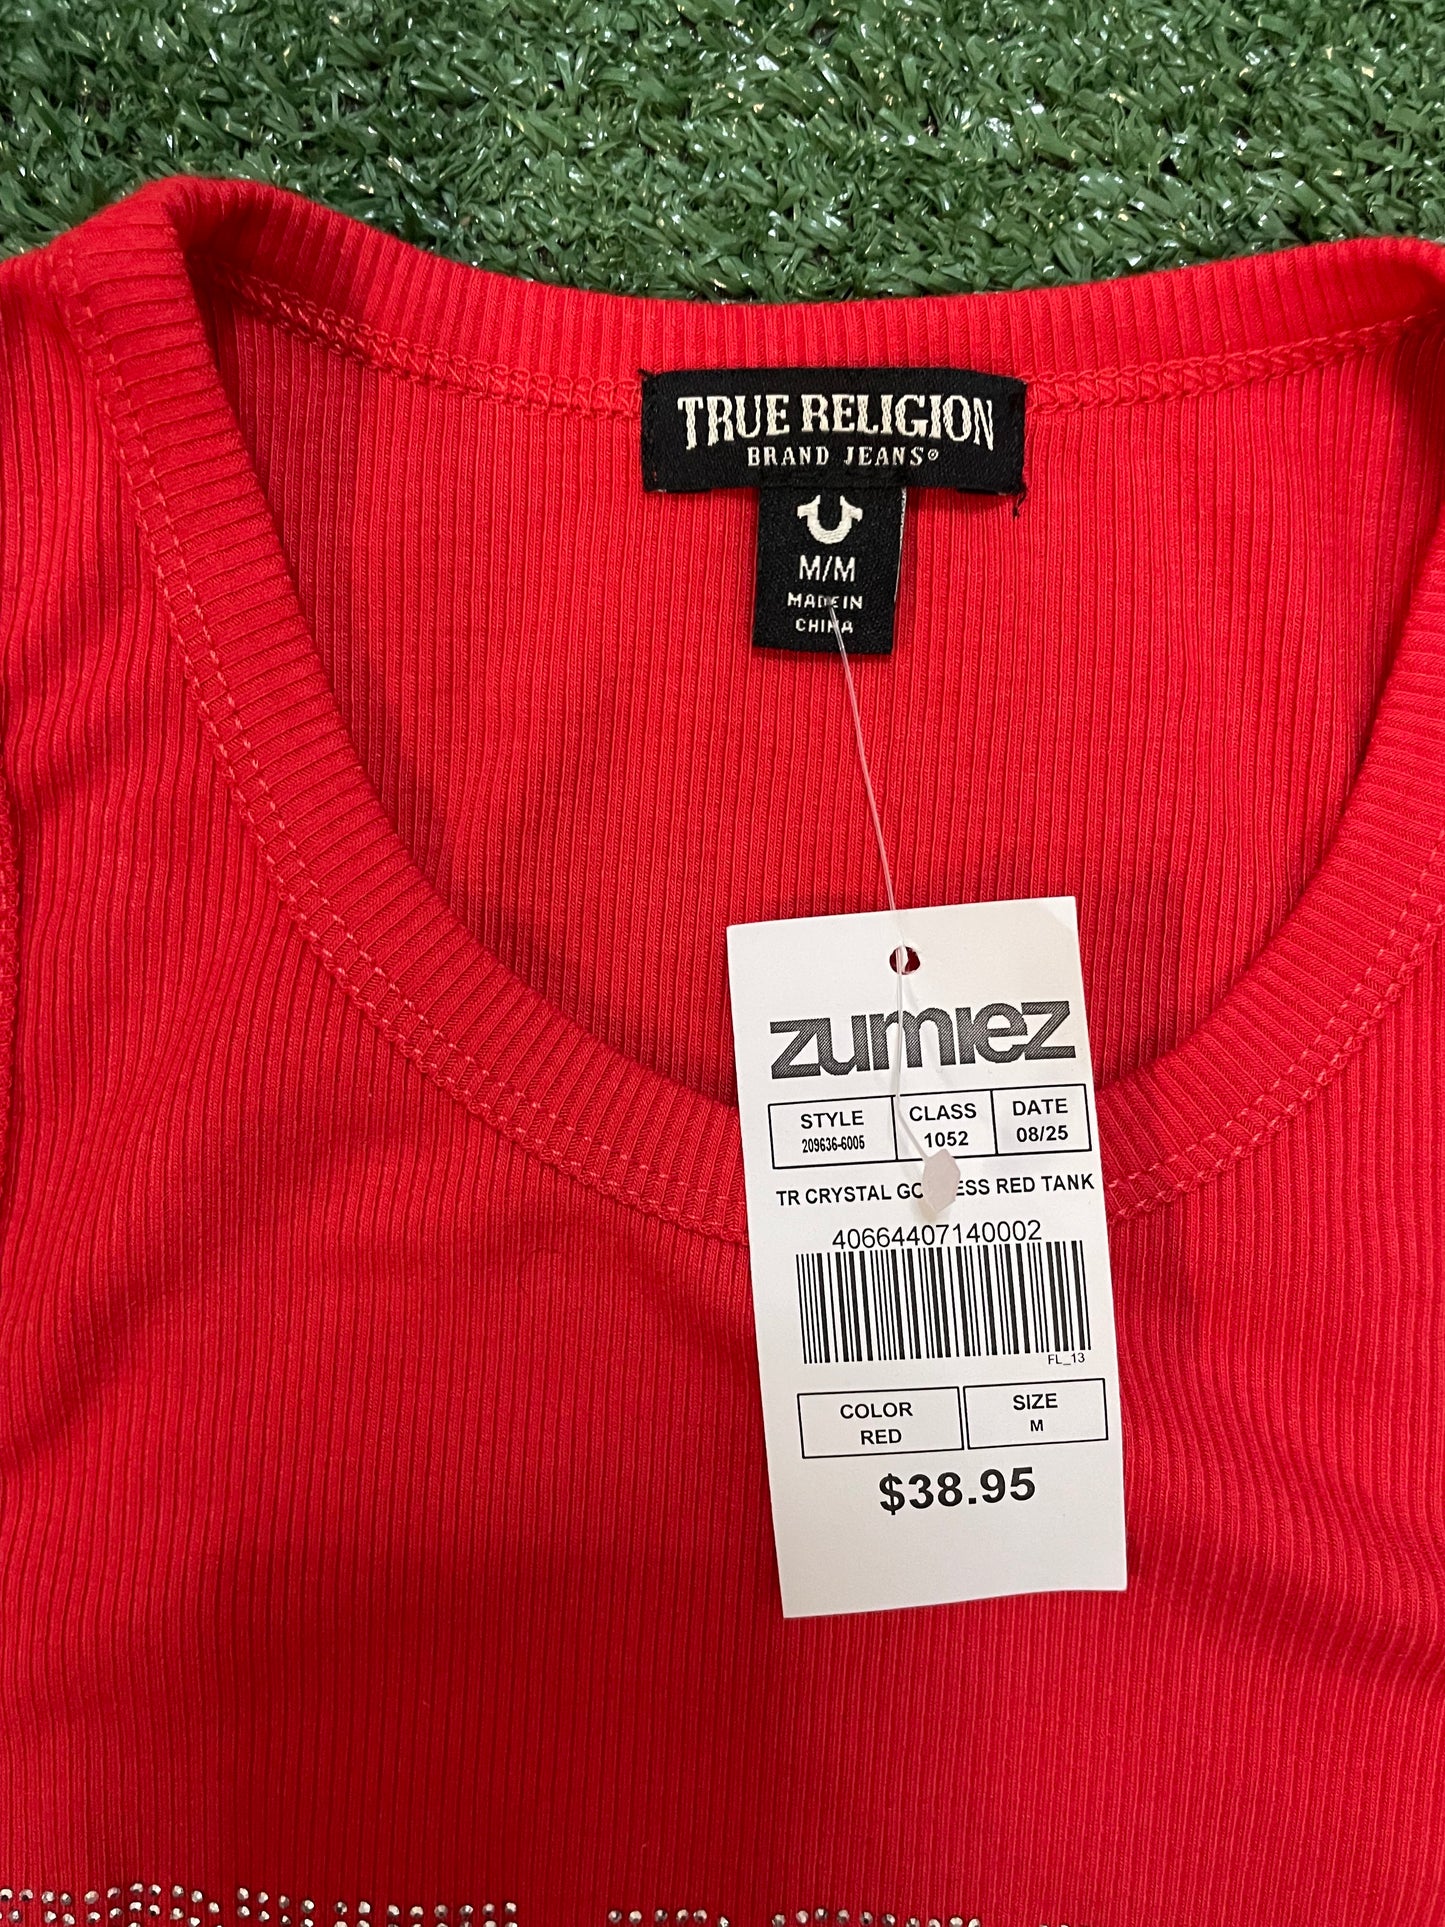 TRUE RELIGION
BRAND JEANS®
M/M
MADE IN
CHINA
zumiez
STYLE
209636-6005
CLASS
1052
DATE
08/25
TR CRYSTAL RED TANK
40664407140002
FL_13
COLOR
RED
SIZE
M
$38.95